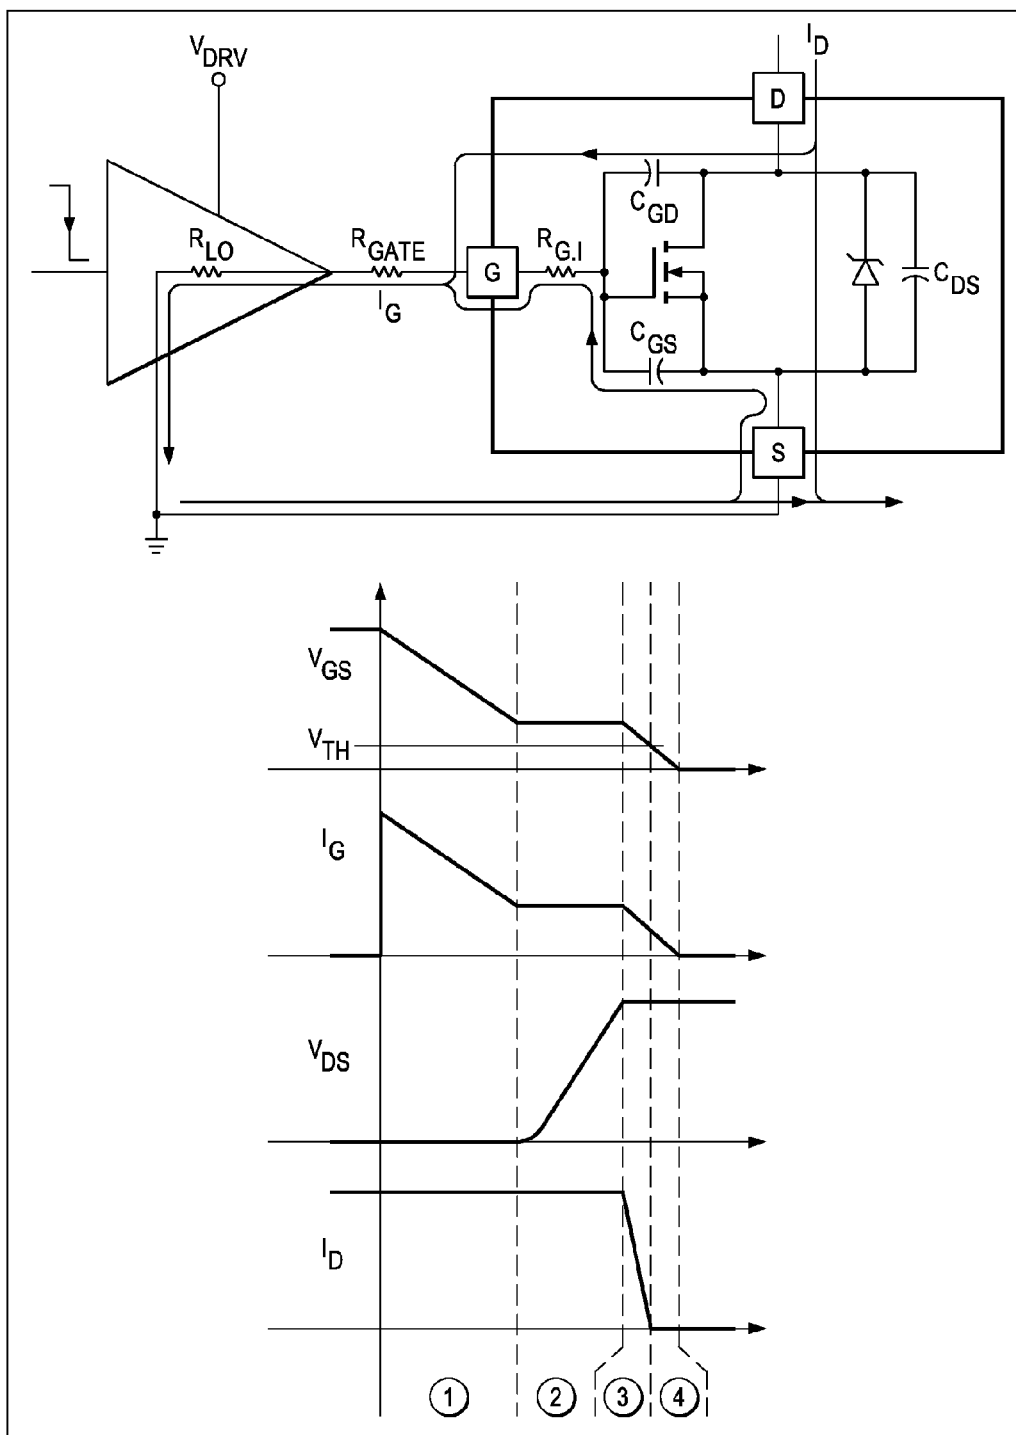 V_DRV
I_D
D
C_GD
R_LO
R_GATE
G
R_G.I
I_G
C_GS
C_DS
S
V_GS
V_TH
I_G
V_DS
I_D
1 2 3 4